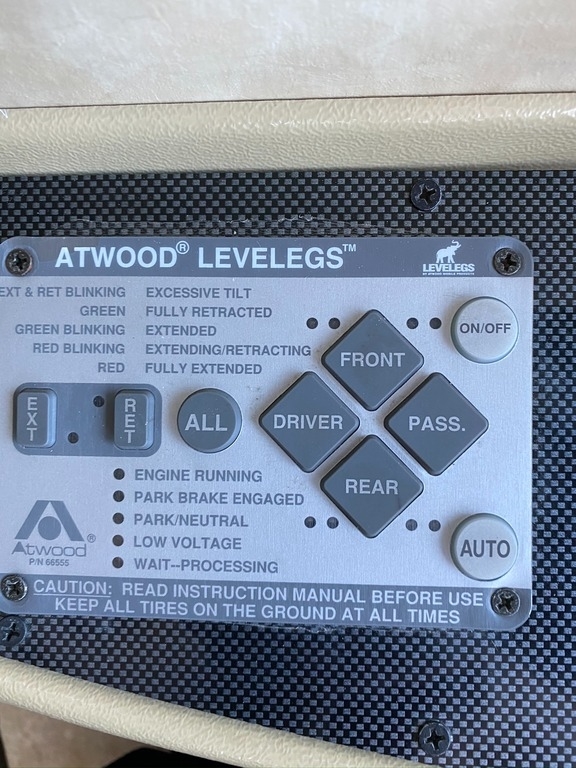 ATWOOD® LEVELEGS™
LEVELEGS
EXT & RET BLINKING EXCESSIVE TILT
GREEN FULLY RETRACTED
GREEN BLINKING EXTENDED
RED BLINKING EXTENDING/RETRACTING
RED FULLY EXTENDED
ON/OFF
FRONT
EXT
RET
ALL
DRIVER
PASS.
REAR
ENGINE RUNNING
PARK BRAKE ENGAGED
PARK/NEUTRAL
LOW VOLTAGE
WAIT--PROCESSING
AUTO
Atwood®
P/N 66555
CAUTION: READ INSTRUCTION MANUAL BEFORE USE
KEEP ALL TIRES ON THE GROUND AT ALL TIMES